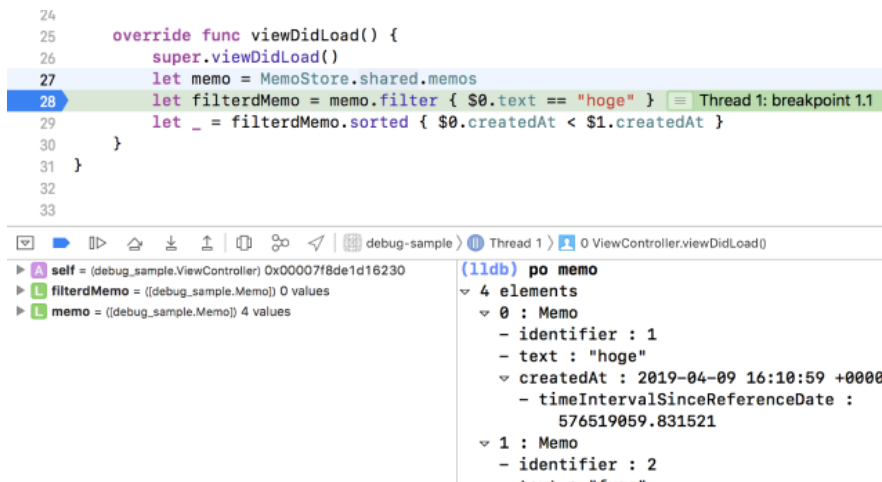 24
25 override func viewDidLoad() {
26 super.viewDidLoad()
27 let memo = MemoStore.shared.memos
28 let filterdMemo = memo.filter { $0.text == "hoge" } Thread 1: breakpoint 1.1
29 let _ = filterdMemo.sorted { $0.createdAt < $1.createdAt }
30 }
31 }
32
33
debug-sample 〉 Thread 1 〉 0 ViewController.viewDidLoad()
A self = (debug_sample.ViewController) 0x00007f8de1d16230
L filterdMemo = ([debug_sample.Memo]) 0 values
L memo = ([debug_sample.Memo]) 4 values
(lldb) po memo
▿ 4 elements
▿ 0 : Memo
- identifier : 1
- text : "hoge"
▿ createdAt : 2019-04-09 16:10:59 +0000
- timeIntervalSinceReferenceDate :
576519059.831521
▿ 1 : Memo
- identifier : 2